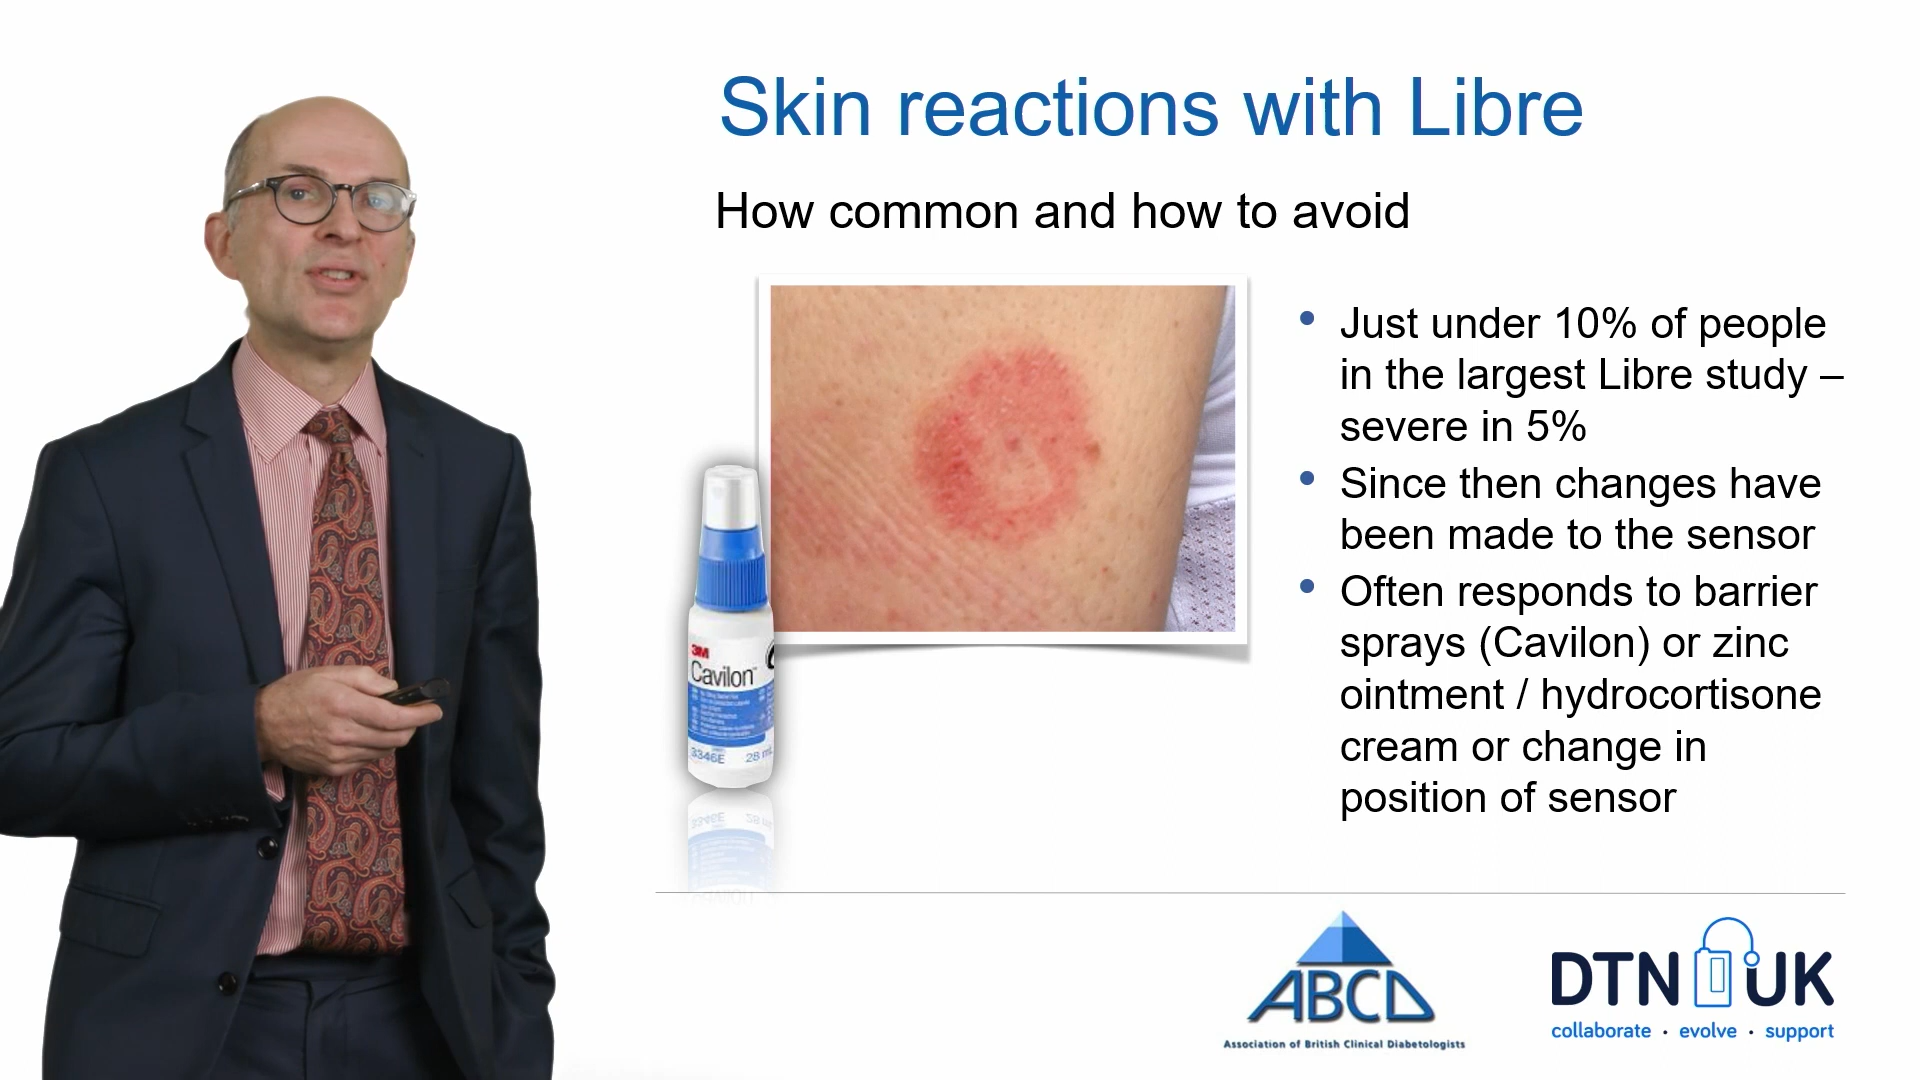 Skin reactions with Libre
How common and how to avoid
• Just under 10% of people
in the largest Libre study –
severe in 5%
• Since then changes have
been made to the sensor
• Often responds to barrier
sprays (Cavilon) or zinc
ointment / hydrocortisone
cream or change in
position of sensor
3M
Cavilon™
3346E 28 m
ABCD
Association of British Clinical Diabetologists
DTN UK
collaborate · evolve · support